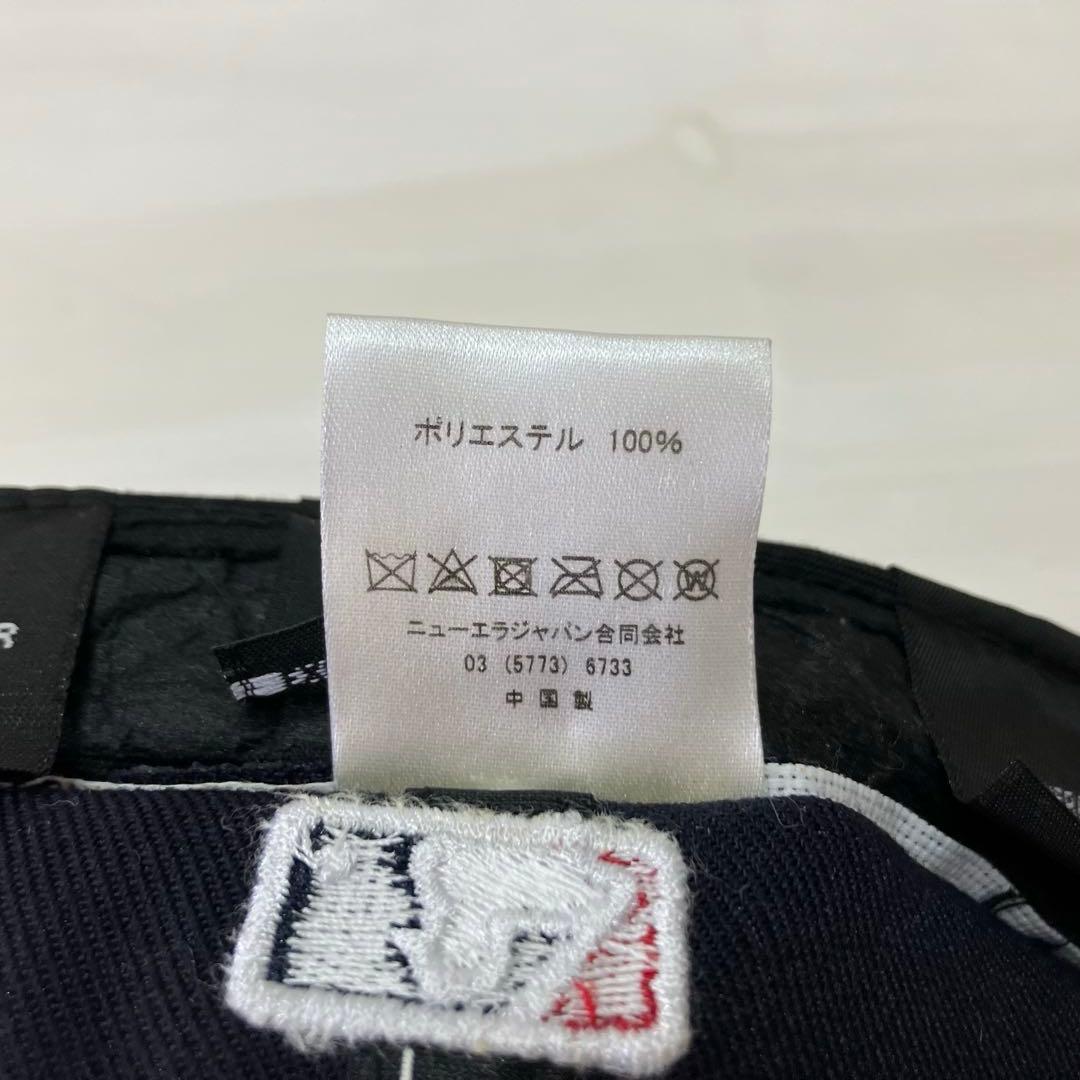 ポリエステル 100%
ニューエラジャパン合同会社
03 (5773) 6733
中国製